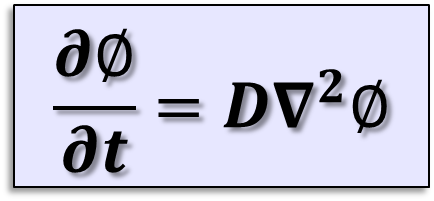 ∂∅/∂t = D∇²∅